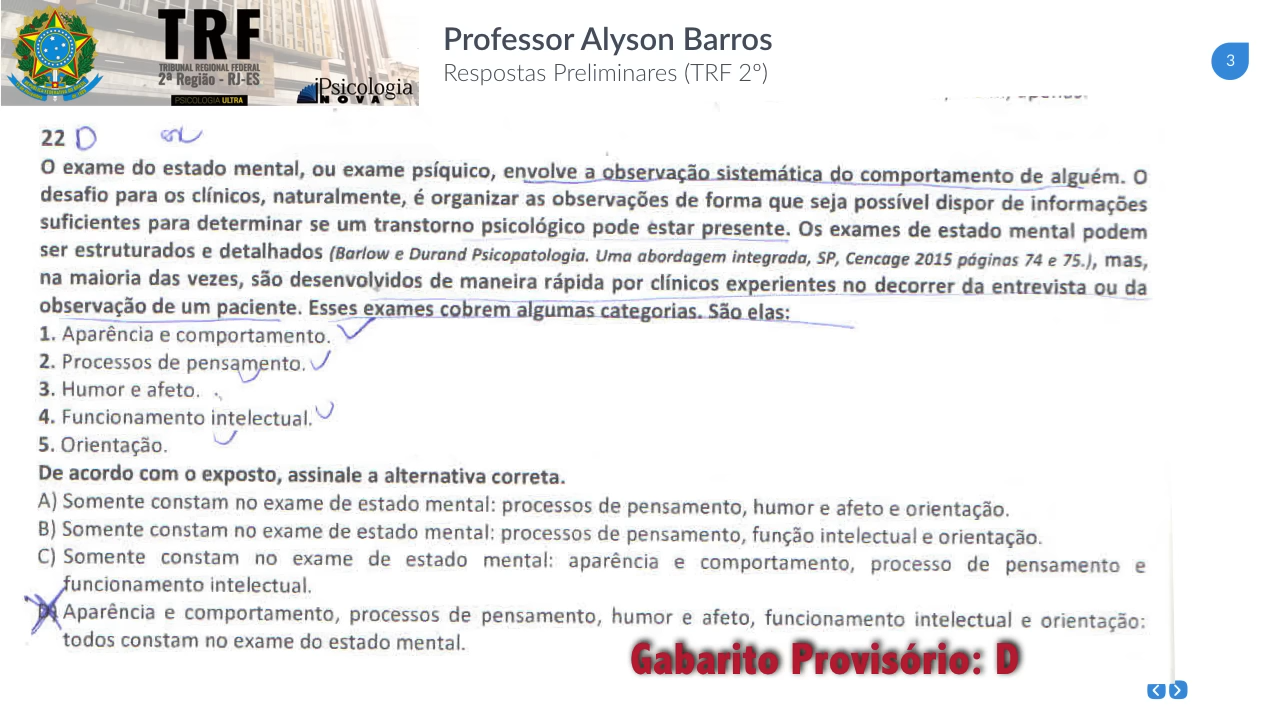 TRF
TRIBUNAL REGIONAL FEDERAL
2ª Região - RJ-ES
PSICOLOGIA ULTRA
Psicologia
NOVA
Professor Alyson Barros
Respostas Preliminares (TRF 2º)
3
22 D
O exame do estado mental, ou exame psíquico, envolve a observação sistemática do comportamento de alguém. O
desafio para os clínicos, naturalmente, é organizar as observações de forma que seja possível dispor de informações
suficientes para determinar se um transtorno psicológico pode estar presente. Os exames de estado mental podem
ser estruturados e detalhados (Barlow e Durand Psicopatologia. Uma abordagem integrada, SP, Cencage 2015 páginas 74 e 75.), mas,
na maioria das vezes, são desenvolvidos de maneira rápida por clínicos experientes no decorrer da entrevista ou da
observação de um paciente. Esses exames cobrem algumas categorias. São elas:
1. Aparência e comportamento.
2. Processos de pensamento.
3. Humor e afeto.
4. Funcionamento intelectual.
5. Orientação.
De acordo com o exposto, assinale a alternativa correta.
A) Somente constam no exame de estado mental: processos de pensamento, humor e afeto e orientação.
B) Somente constam no exame de estado mental: processos de pensamento, função intelectual e orientação.
C) Somente constam no exame de estado mental: aparência e comportamento, processo de pensamento e
funcionamento intelectual.
D) Aparência e comportamento, processos de pensamento, humor e afeto, funcionamento intelectual e orientação:
todos constam no exame do estado mental.
Gabarito Provisório: D